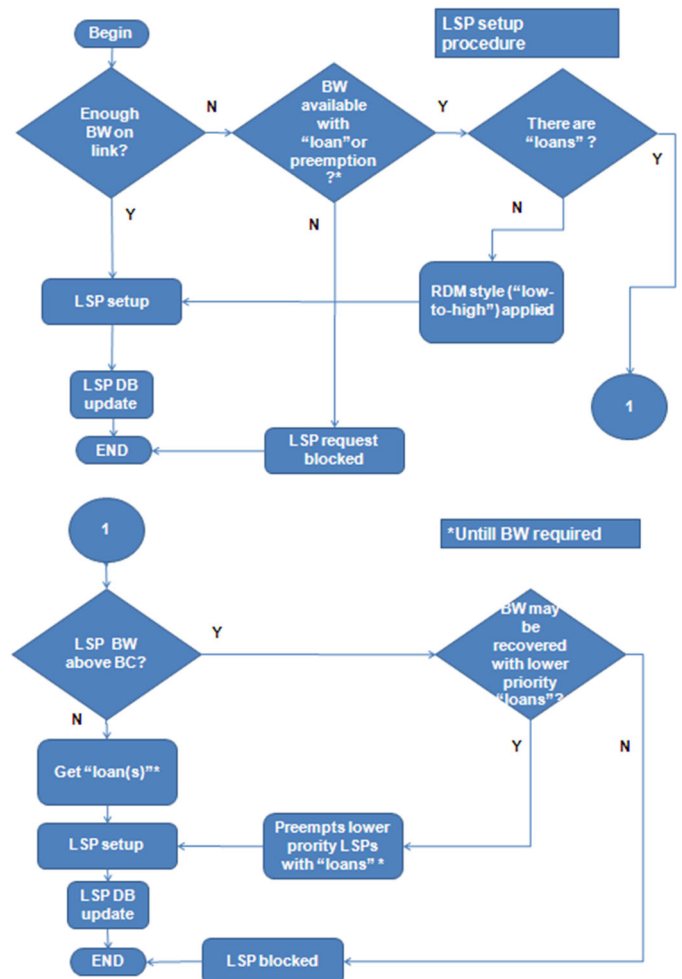 Begin
LSP setup
procedure
Enough
BW on
link?
N
BW
available
with
“loan”or
preemption
?*
Y
There are
“loans” ?
Y
Y
N
N
LSP setup
RDM style (“low-
to-high”) applied
LSP DB
update
1
END
LSP request
blocked
1
*Untill BW required
LSP BW
above BC?
Y
BW may
be
recovered
with lower
priority
“loans”?
N
Y
N
Get “loan(s)”*
LSP setup
Preempts lower
prority LSPs
with “loans” *
LSP DB
update
END
LSP blocked